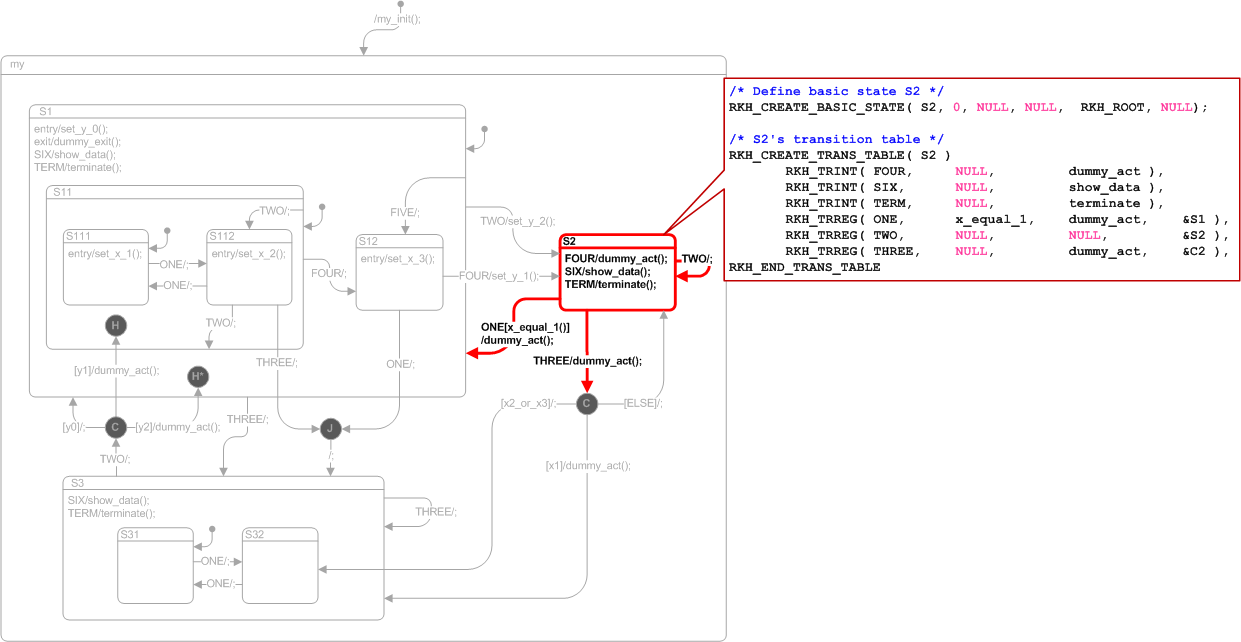 /my_init();
my
/* Define basic state S2 */
RKH_CREATE_BASIC_STATE( S2, 0, NULL, NULL, RKH_ROOT, NULL);
/* S2's transition table */
RKH_CREATE_TRANS_TABLE( S2 )
RKH_TRINT( FOUR, NULL, dummy_act ),
RKH_TRINT( SIX, NULL, show_data ),
RKH_TRINT( TERM, NULL, terminate ),
RKH_TRREG( ONE, x_equal_1, dummy_act, &S1 ),
RKH_TRREG( TWO, NULL, NULL, &S2 ),
RKH_TRREG( THREE, NULL, dummy_act, &C2 ),
RKH_END_TRANS_TABLE
S1
entry/set_y_0();
exit/dummy_exit();
SIX/show_data();
TERM/terminate();
S11
TWO/;
S111
entry/set_x_1();
ONE/;
ONE/;
S112
entry/set_x_2();
TWO/;
FOUR/;
FIVE/;
S12
entry/set_x_3();
TWO/set_y_2();
FOUR/set_y_1();
S2
FOUR/dummy_act();
SIX/show_data();
TERM/terminate();
TWO/;
ONE[x_equal_1()]
/dummy_act();
THREE/dummy_act();
H
THREE/;
ONE/;
[y1]/dummy_act();
H*
[x2_or_x3]/;
C
[ELSE]/;
[y0]/;
C
[y2]/dummy_act();
THREE/;
J
/;
TWO/;
[x1]/dummy_act();
S3
SIX/show_data();
TERM/terminate();
THREE/;
S31
S32
ONE/;
ONE/;